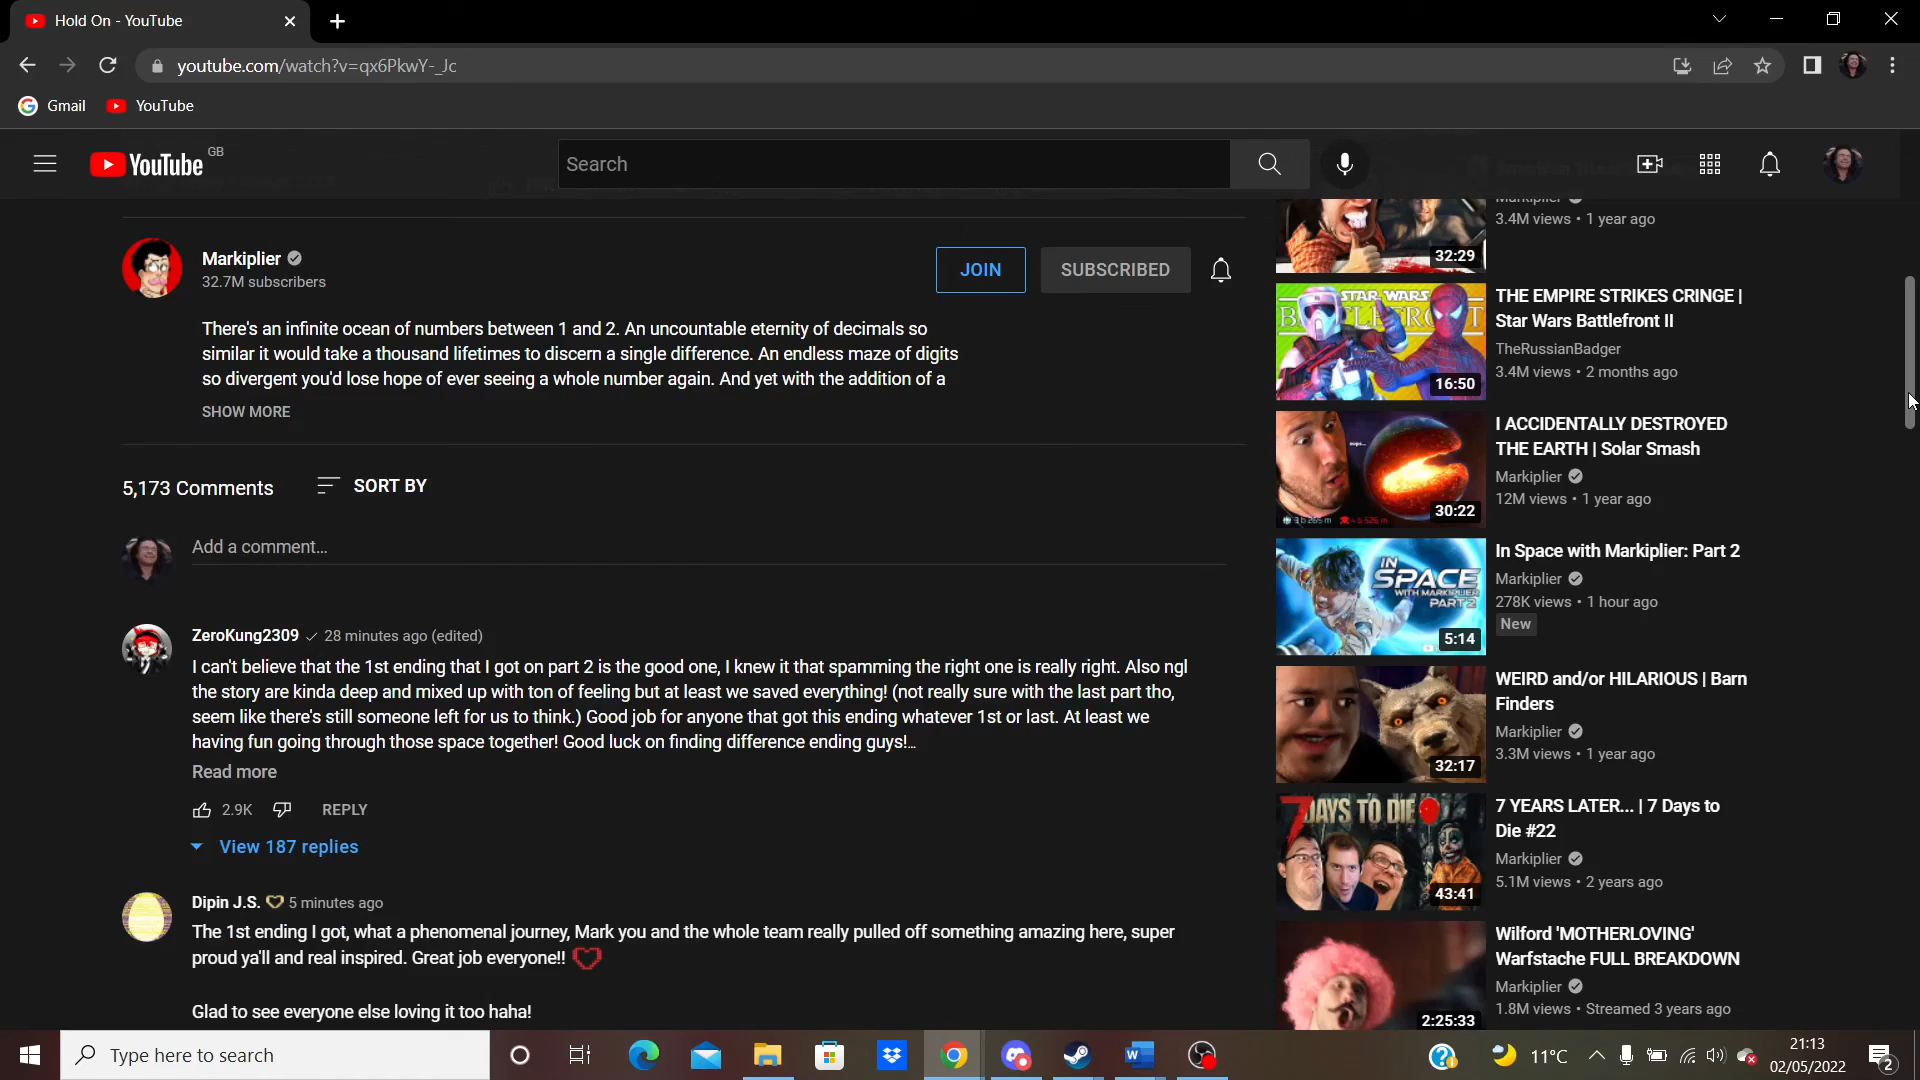 Hold On - YouTube
youtube.com/watch?v=qx6PkwY-_Jc
Gmail
YouTube
YouTube
GB
Search
Markiplier
32.7M subscribers
JOIN
SUBSCRIBED
There's an infinite ocean of numbers between 1 and 2. An uncountable eternity of decimals so
similar it would take a thousand lifetimes to discern a single difference. An endless maze of digits
so divergent you'd lose hope of ever seeing a whole number again. And yet with the addition of a
SHOW MORE
5,173 Comments
SORT BY
Add a comment...
ZeroKung2309
28 minutes ago (edited)
I can't believe that the 1st ending that I got on part 2 is the good one, I knew it that spamming the right one is really right. Also ngl
the story are kinda deep and mixed up with ton of feeling but at least we saved everything! (not really sure with the last part tho,
seem like there's still someone left for us to think.) Good job for anyone that got this ending whatever 1st or last. At least we
having fun going through those space together! Good luck on finding difference ending guys!...
Read more
2.9K
REPLY
View 187 replies
Dipin J.S.
5 minutes ago
The 1st ending I got, what a phenomenal journey, Mark you and the whole team really pulled off something amazing here, super
proud ya'll and real inspired. Great job everyone!!
Glad to see everyone else loving it too haha!
Markiplier
3.4M views • 1 year ago
32:29
STAR WARS
16:50
THE EMPIRE STRIKES CRINGE |
Star Wars Battlefront II
TheRussianBadger
3.4M views • 2 months ago
oops...
30:22
I ACCIDENTALLY DESTROYED
THE EARTH | Solar Smash
Markiplier
12M views • 1 year ago
IN
SPACE
WITH MARKIPLIER
PART 2
5:14
In Space with Markiplier: Part 2
Markiplier
278K views • 1 hour ago
New
32:17
WEIRD and/or HILARIOUS | Barn
Finders
Markiplier
3.3M views • 1 year ago
7 DAYS TO DIE
43:41
7 YEARS LATER... | 7 Days to
Die #22
Markiplier
5.1M views • 2 years ago
2:25:33
Wilford 'MOTHERLOVING'
Warfstache FULL BREAKDOWN
Markiplier
1.8M views • Streamed 3 years ago
Type here to search
11°C
21:13
02/05/2022
2